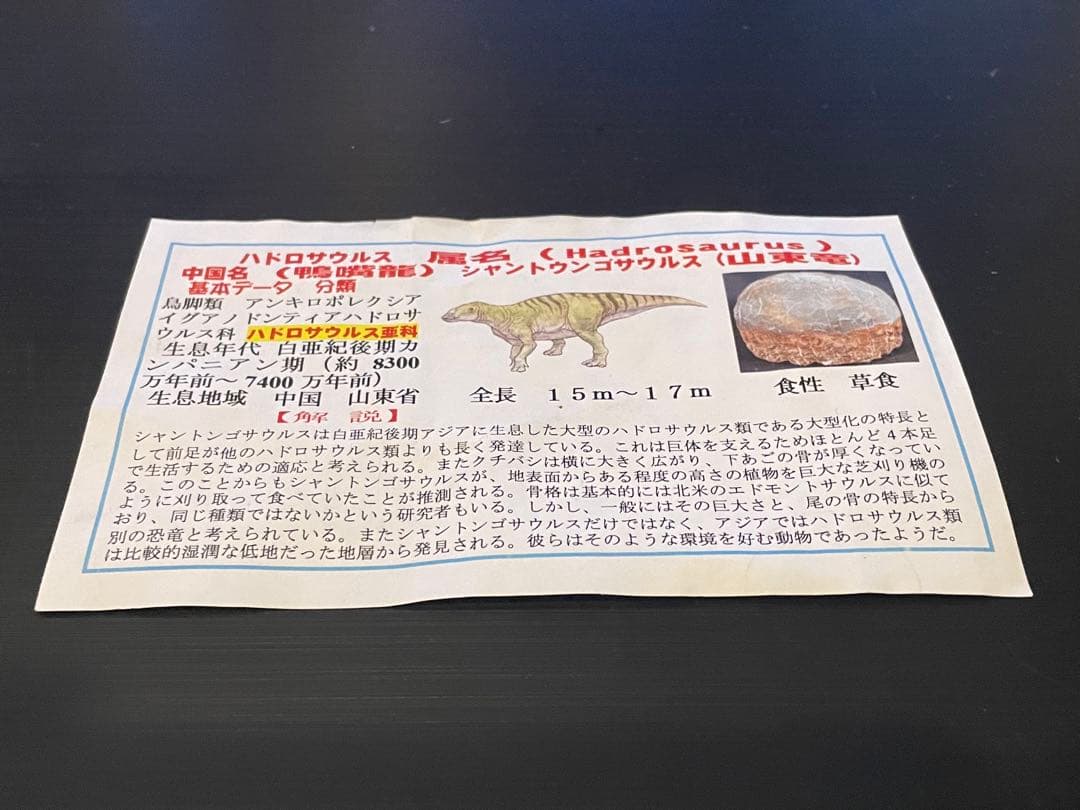 ハドロサウルス 属名 (Hadrosaurus)
中国名 (鴨嘴龍) シャントウンゴサウルス (山東竜)
基本データ 分類
鳥脚類 アンキロポレクシア
イグアノドンティアハドロサ
ウルス科 ハドロサウルス亜科
生息年代 白亜紀後期カ
ンパニアン期(約8300
万年前~7400万年前)
生息地域 中国 山東省
全長 15m~17m
食性 草食
【解説】
シャントンゴサウルスは白亜紀後期アジアに生息した大型のハドロサウルス類である大型化の特長と
して前足が他のハドロサウルス類よりも長く発達している。これは巨体を支えるためほとんど4本足
で生活するための適応と考えられる。またクチバシは横に大きく広がり、下あごの骨が厚くなってい
る。このことからもシャントンゴサウルスが、地表面からある程度の高さの植物を巨大な芝刈り機の
ように刈り取って食べていたことが推測される。骨格は基本的には北米のエドモントサウルスに似て
おり、同じ種類ではないかという研究者もいる。しかし、一般にはその巨大さと、尾の骨の特長から
別の恐竜と考えられている。またシャントンゴサウルスだけではなく、アジアではハドロサウルス類
は比較的湿潤な低地だった地層から発見される。彼らはそのような環境を好む動物であったようだ。